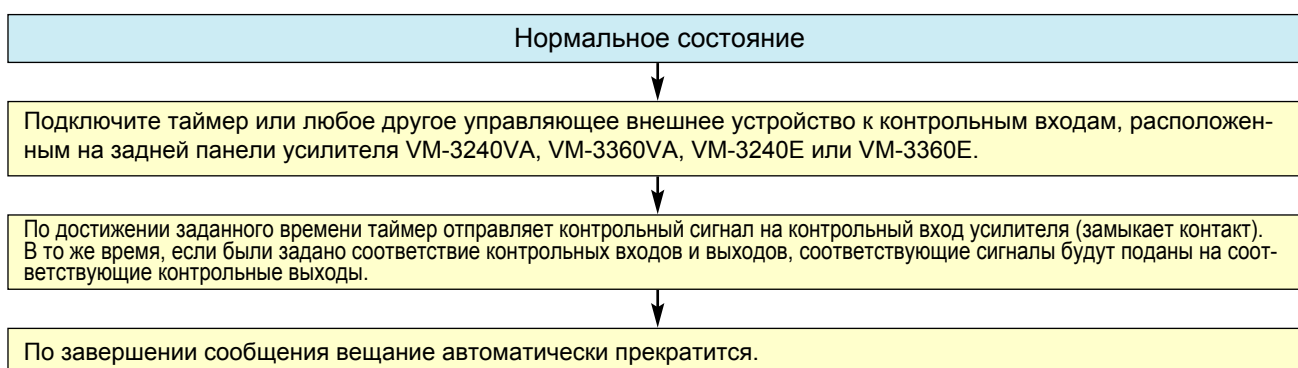 Нормальное состояние
Подключите таймер или любое другое управляющее внешнее устройство к контрольным входам, расположен-
ным на задней панели усилителя VM-3240VA, VM-3360VA, VM-3240E или VM-3360E.
По достижении заданного времени таймер отправляет контрольный сигнал на контрольный вход усилителя (замыкает контакт).
В то же время, если были задано соответствие контрольных входов и выходов, соответствующие сигналы будут поданы на соот-
ветствующие контрольные выходы.
По завершении сообщения вещание автоматически прекратится.